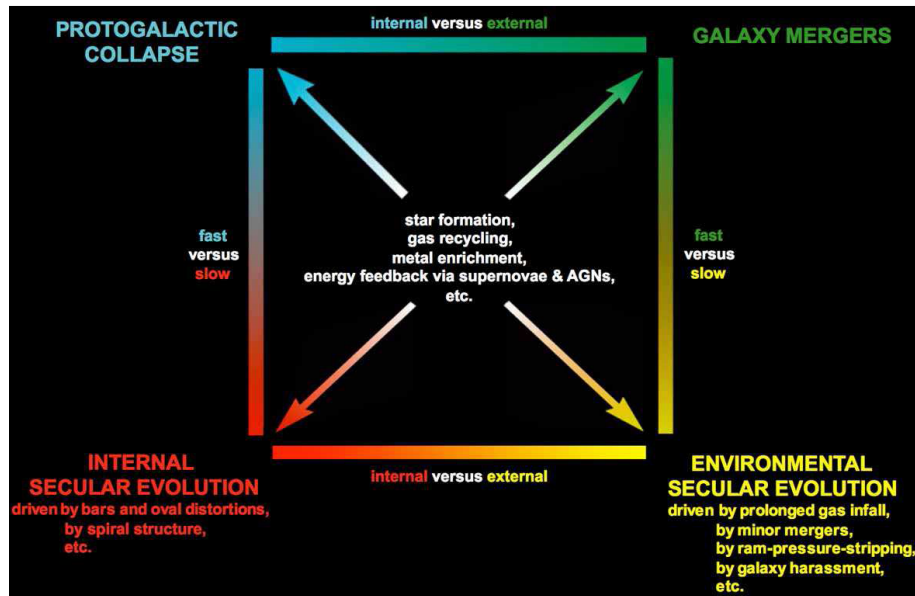 PROTOGALACTIC
COLLAPSE
internal versus external
GALAXY MERGERS
fast
versus
slow
star formation,
gas recycling,
metal enrichment,
energy feedback via supernovae & AGNs,
etc.
fast
versus
slow
INTERNAL
SECULAR EVOLUTION
driven by bars and oval distortions,
by spiral structure,
etc.
internal versus external
ENVIRONMENTAL
SECULAR EVOLUTION
driven by prolonged gas infall,
by minor mergers,
by ram-pressure-stripping,
by galaxy harassment,
etc.